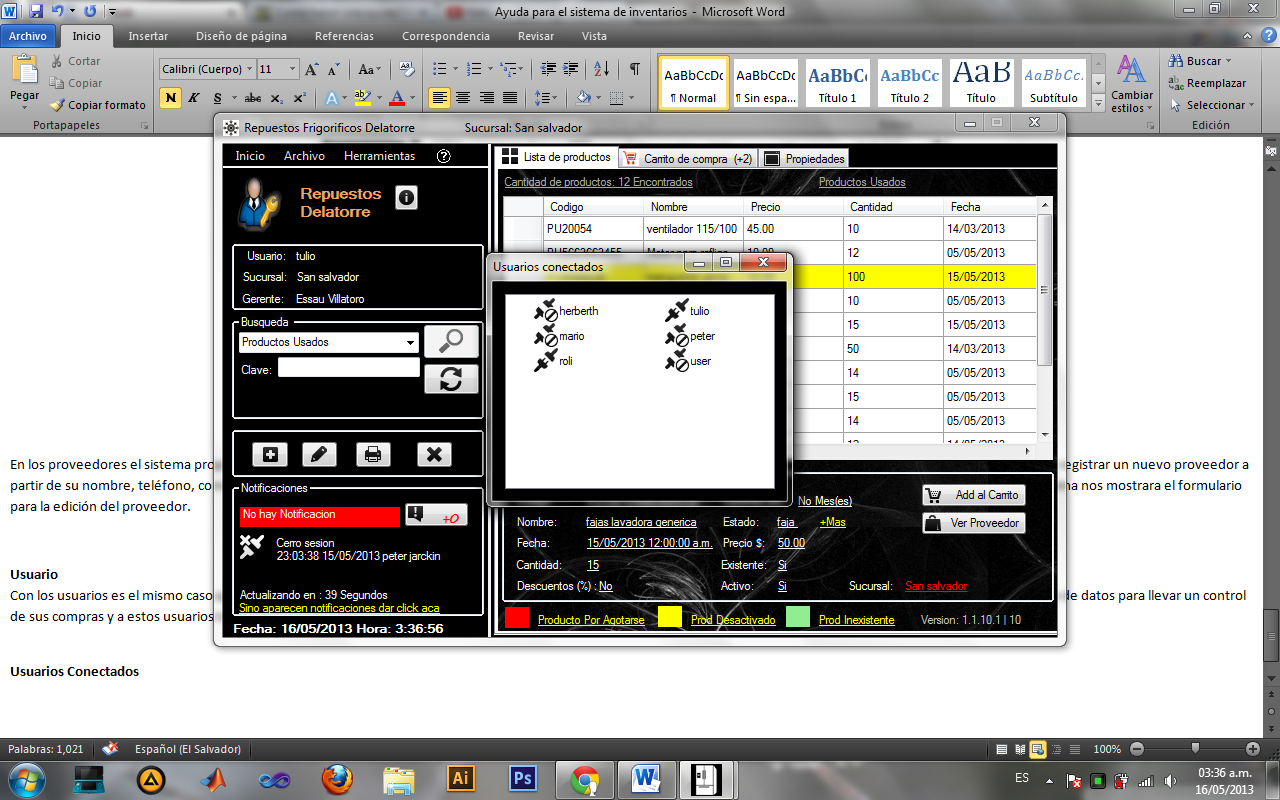 Ayuda para el sistema de inventarios - Microsoft Word
Archivo Inicio Insertar Diseño de página Referencias Correspondencia Revisar Vista
Pegar
Cortar
Copiar
Copiar formato
Portapapeles
Calibri (Cuerpo) 11
N K S abc x₂ x²
AaBbCcDc AaBbCcDc AaBbC AaBbCc AaB AaBbCc.
¶ Normal ¶ Sin espa... Título 1 Título 2 Título Subtítulo
Cambiar estilos
Buscar
Reemplazar
Seleccionar
Edición
Repuestos Frigorificos Delatorre Sucursal: San salvador
Inicio Archivo Herramientas
Repuestos
Delatorre
Usuario: tulio
Sucursal: San salvador
Gerente: Essau Villatoro
Busqueda
Productos Usados
Clave:
Notificaciones
No hay Notificacion
+0
Cerro sesion
23:03:38 15/05/2013 peter jarckin
Actualizando en : 39 Segundos
Sino aparecen notificaciones dar click aca
Fecha: 16/05/2013 Hora: 3:36:56
Lista de productos Carrito de compra (+2) Propiedades
Cantidad de productos: 12 Encontrados Productos Usados
Codigo Nombre Precio Cantidad Fecha
PU20054 ventilador 115/100 45.00 10 14/03/2013
12 05/05/2013
100 15/05/2013
10 05/05/2013
15 15/05/2013
50 14/03/2013
14 05/05/2013
15 05/05/2013
14 05/05/2013
Usuarios conectados
herberth tulio
mario peter
roli user
No Mes(es)
Nombre: fajas lavadora generica Estado: faja +Mas
Fecha: 15/05/2013 12:00:00 a.m. Precio $: 50.00
Cantidad: 15 Existente: Si
Descuentos (%) : No Activo: Si Sucursal: San salvador
Add al Carrito
Ver Proveedor
Producto Por Agotarse Prod Desactivado Prod Inexistente Version: 1.1.10.1 | 10
En los proveedores el sistema pro egistrar un nuevo proveedor a
partir de su nombre, teléfono, co na nos mostrara el formulario
para la edición del proveedor.
Usuario
Con los usuarios es el mismo caso de datos para llevar un control
de sus compras y a estos usuarios
Usuarios Conectados
Palabras: 1,021 Español (El Salvador) 100%
Ai Ps ES 03:36 a.m.
16/05/2013